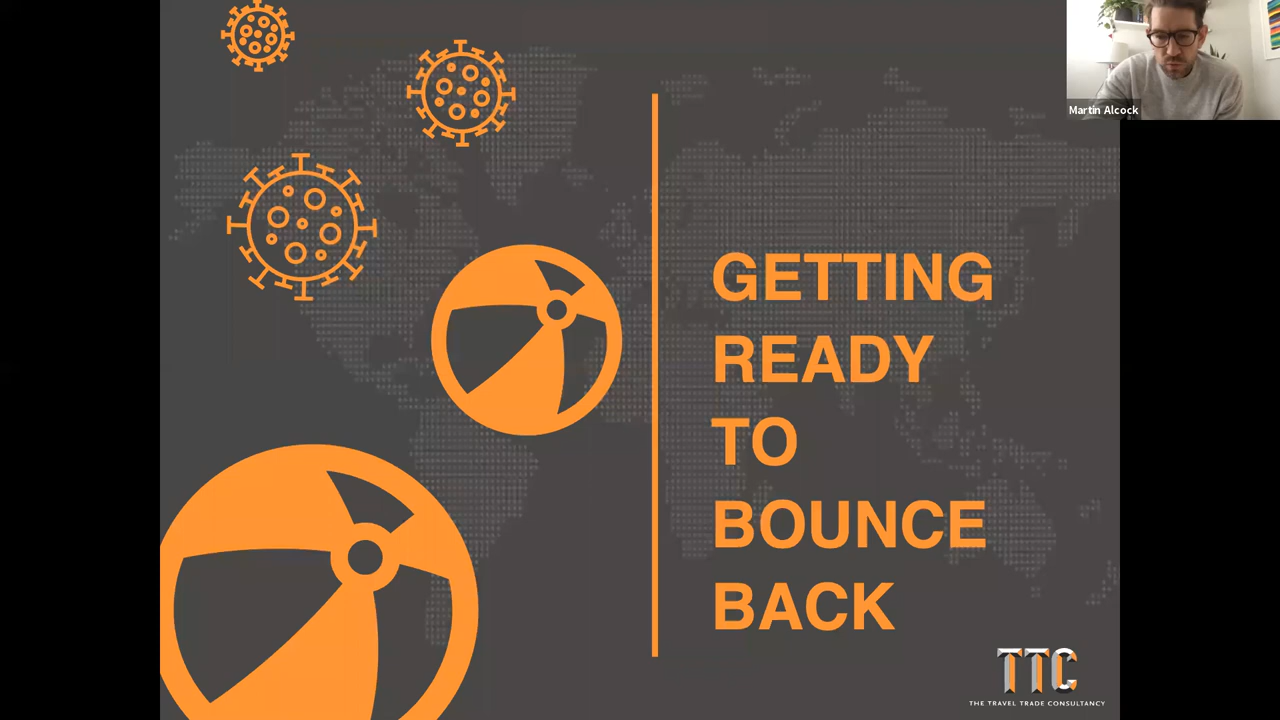 Martin Alcock
GETTING
READY
TO
BOUNCE
BACK
TTC
THE TRAVEL TRADE CONSULTANCY